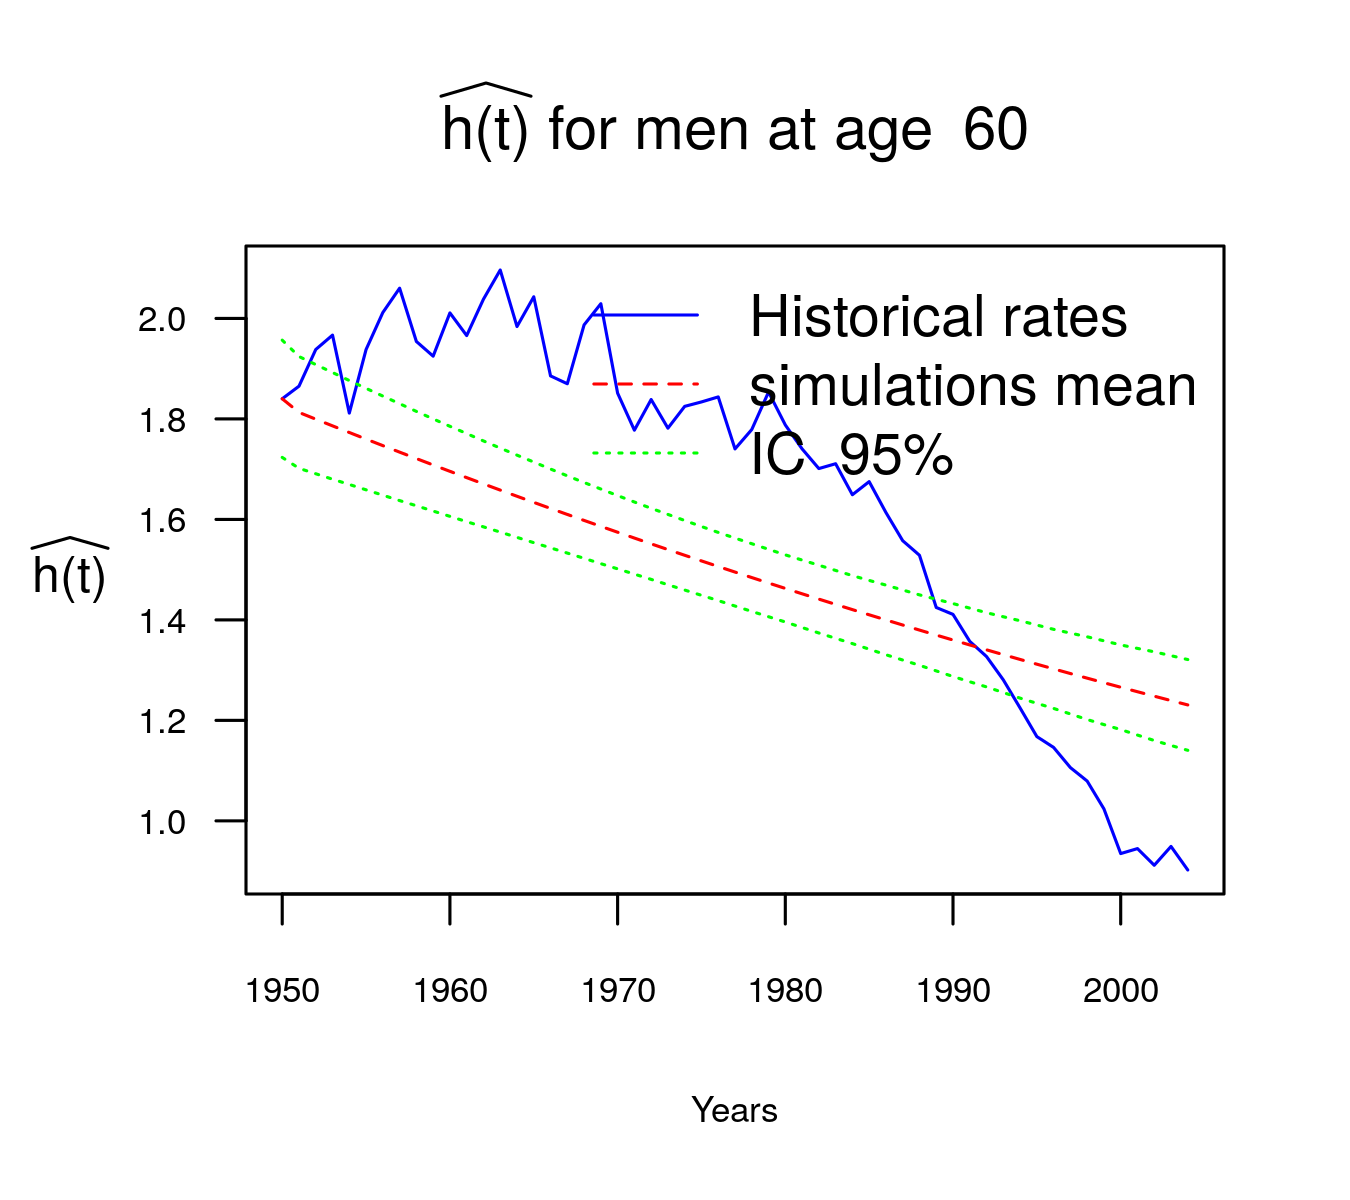 h(t) for men at age 60
Historical rates
simulations mean
IC 95%
h(t)
2.0
1.8
1.6
1.4
1.2
1.0
1950 1960 1970 1980 1990 2000
Years